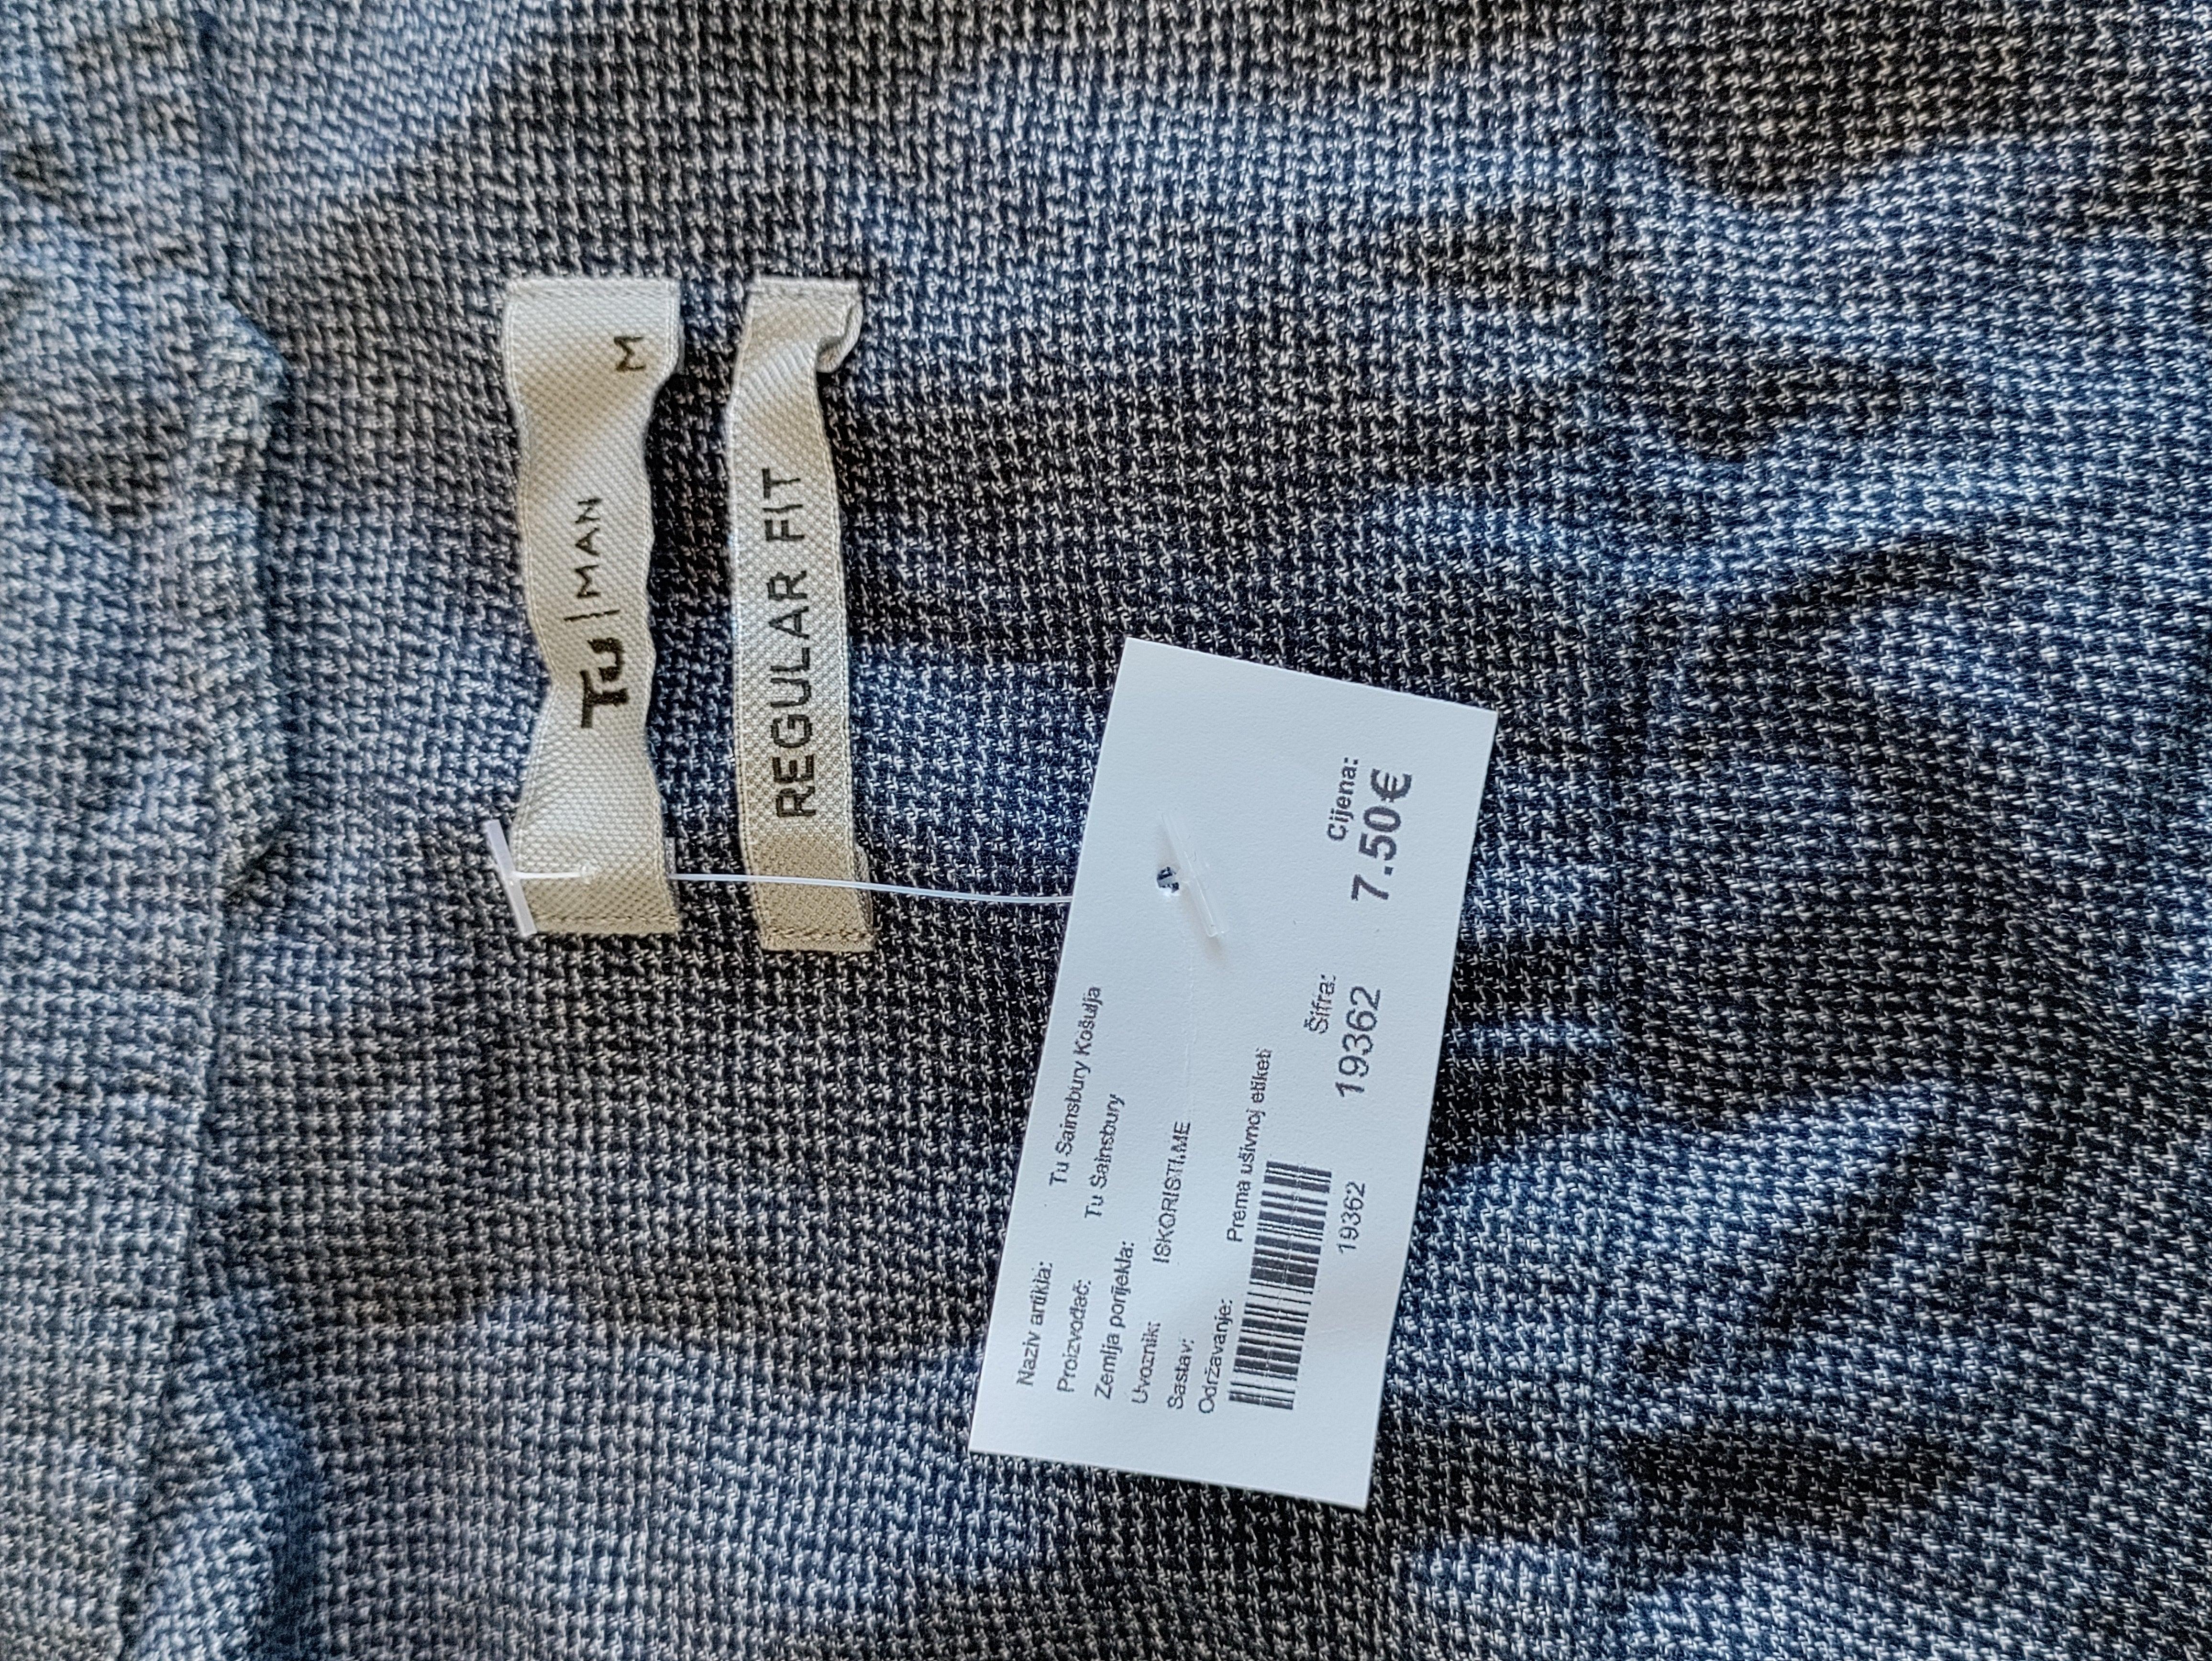 Tu | MAN M
REGULAR FIT
Naziv artikla: Tu Sainsbury Košulja
Proizvođač: Tu Sainsbury
Zemlja porijekla:
Uvoznik: ISKORISTI.ME
Sastav:
Održavanje: Prema ušivnoj etiketi
Šifra: Cijena:
19362 19362 7.50€